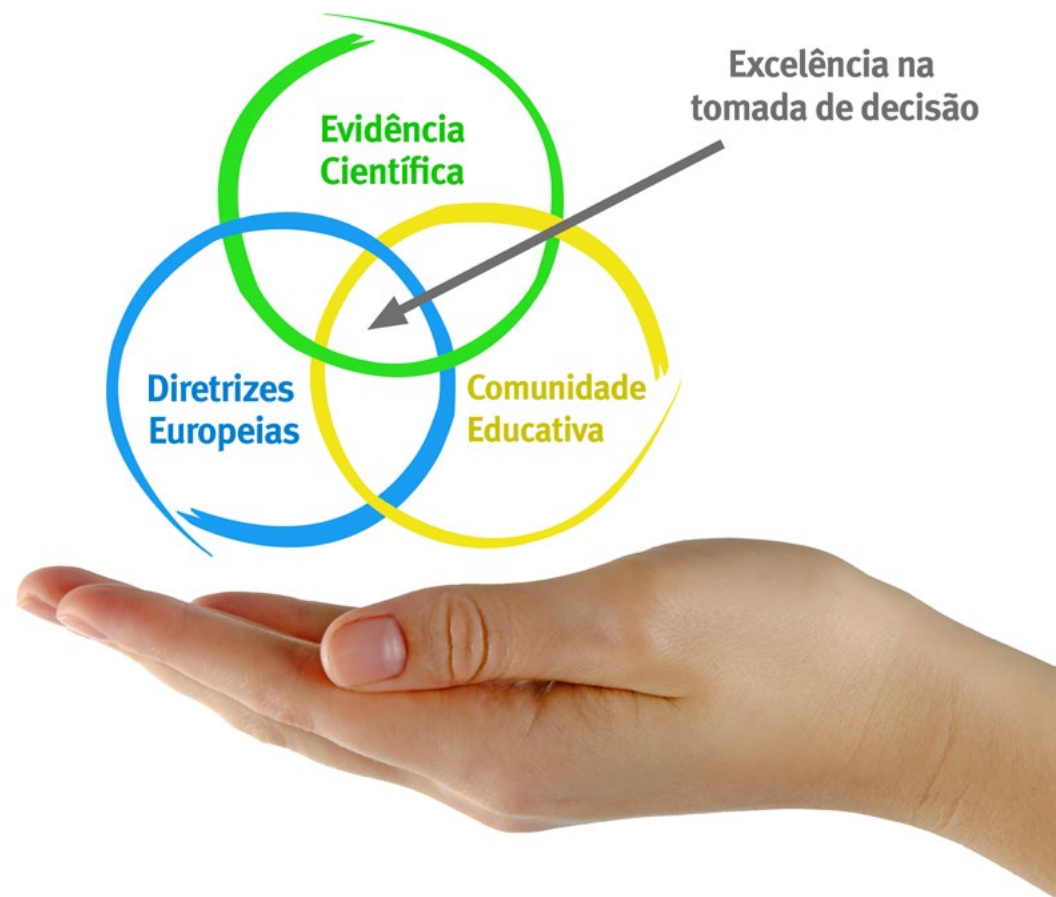 Excelência na
tomada de decisão
Evidência
Científica
Diretrizes
Europeias
Comunidade
Educativa